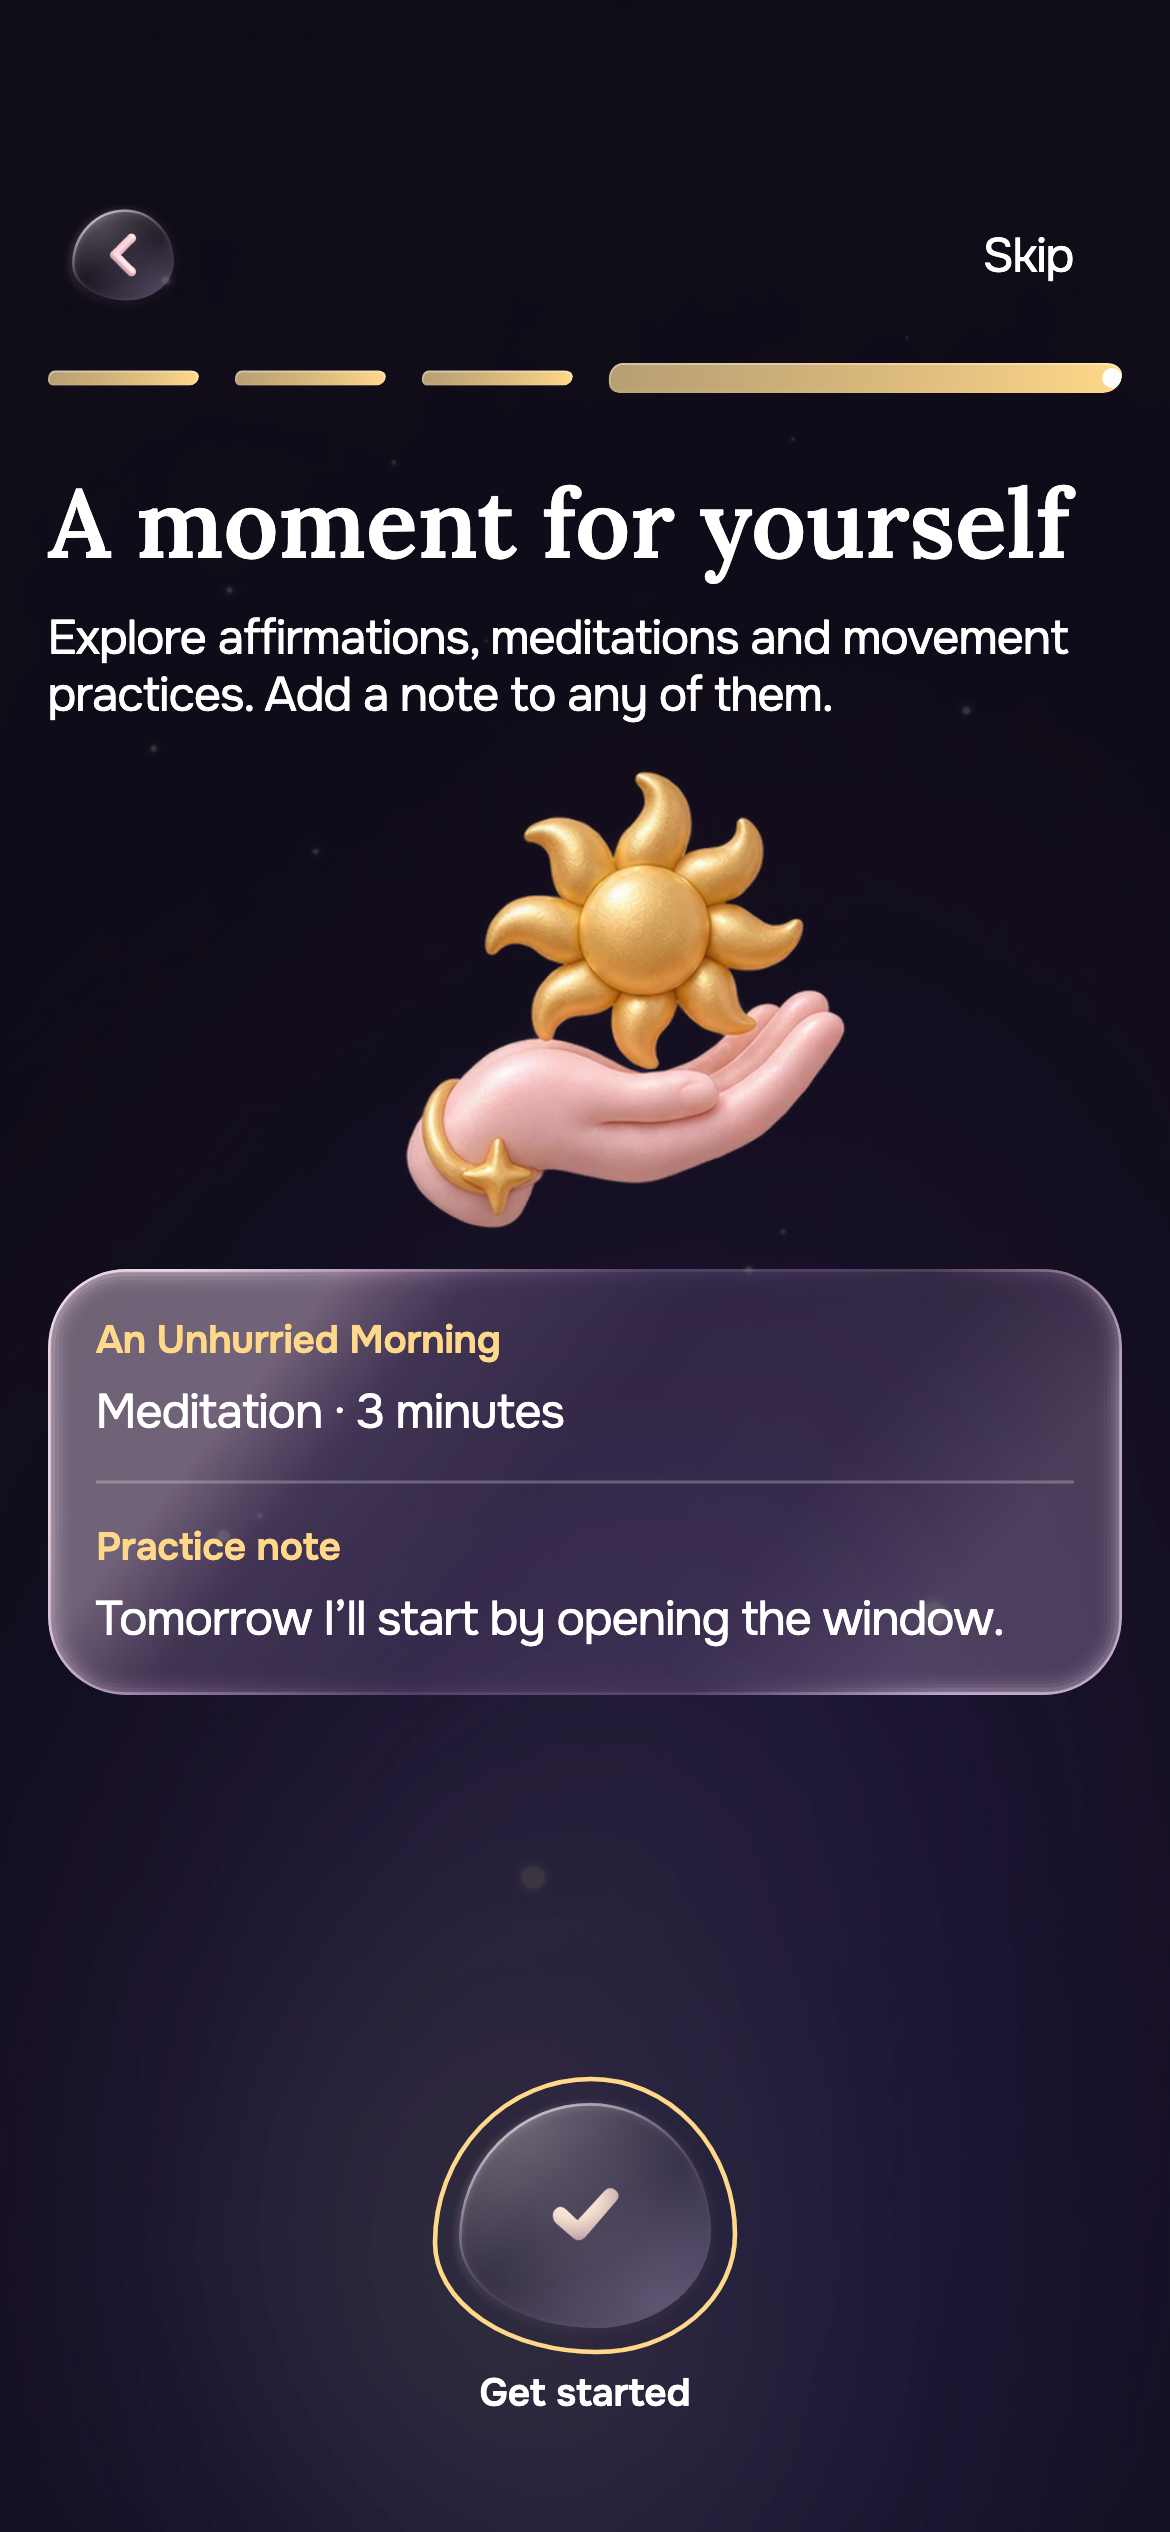 Skip
A moment for yourself
Explore affirmations, meditations and movement
practices. Add a note to any of them.
An Unhurried Morning
Meditation · 3 minutes
Practice note
Tomorrow I’ll start by opening the window.
Get started